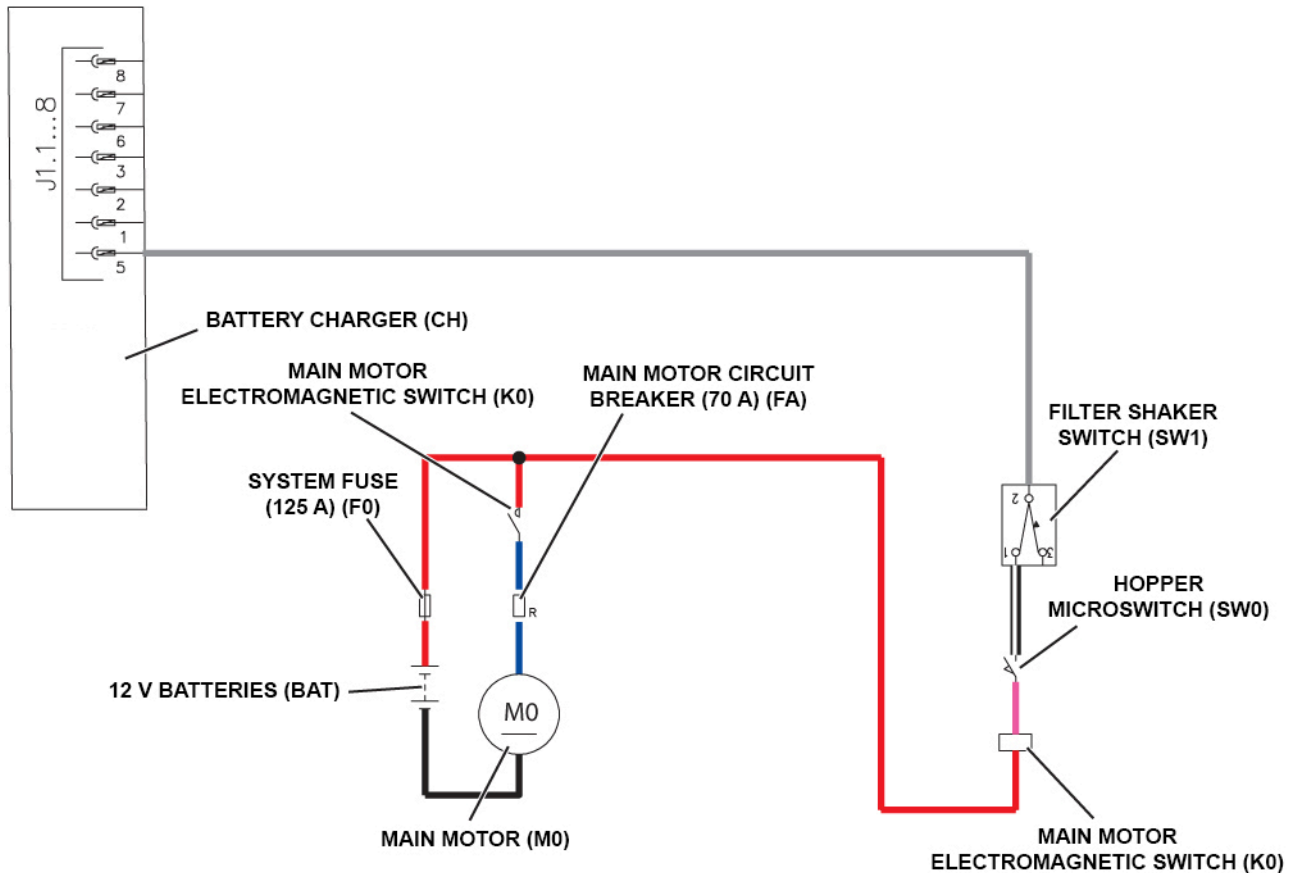 J1.1...8
8
7
6
3
2
1
5
BATTERY CHARGER (CH)
MAIN MOTOR
ELECTROMAGNETIC SWITCH (K0)
MAIN MOTOR CIRCUIT
BREAKER (70 A) (FA)
FILTER SHAKER
SWITCH (SW1)
SYSTEM FUSE
(125 A) (F0)
2
1
3
R
HOPPER
MICROSWITCH (SW0)
12 V BATTERIES (BAT)
M0
MAIN MOTOR (M0)
MAIN MOTOR
ELECTROMAGNETIC SWITCH (K0)